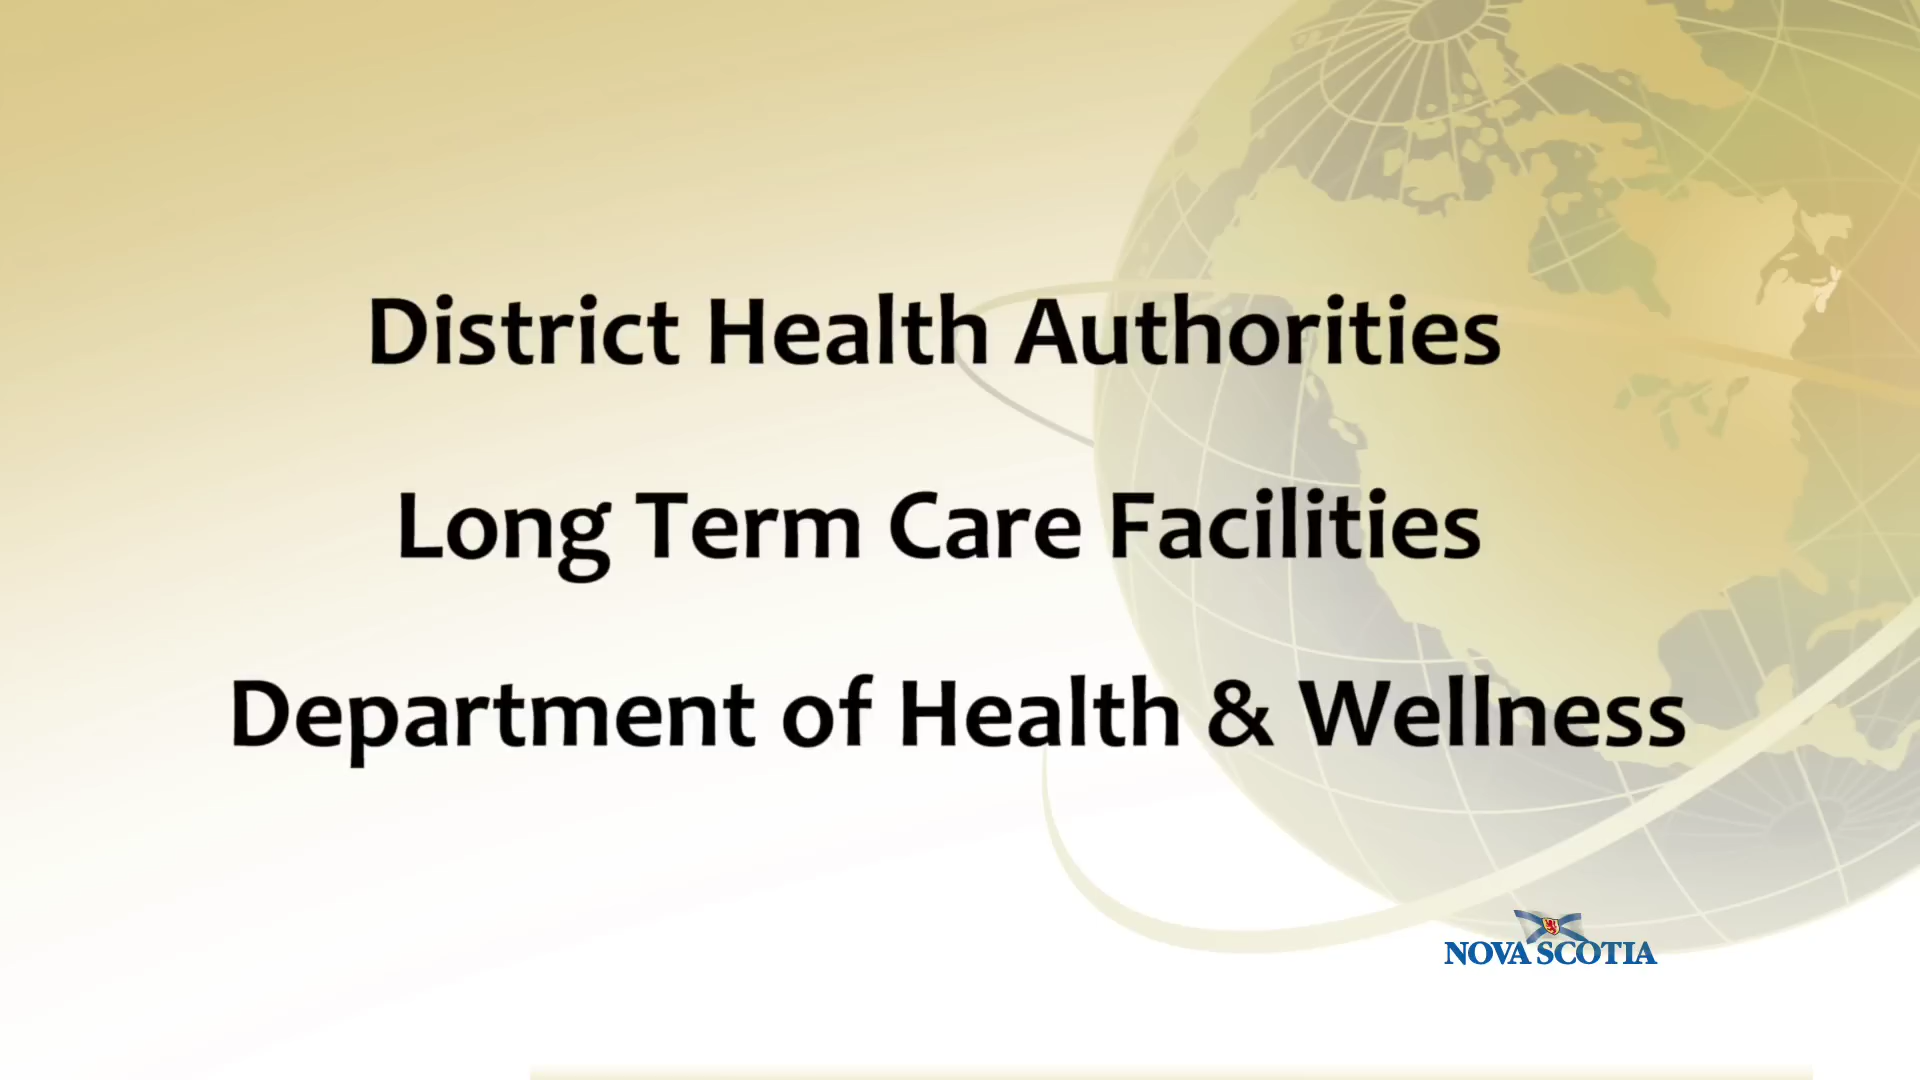 District Health Authorities
Long Term Care Facilities
Department of Health & Wellness
NOVA SCOTIA